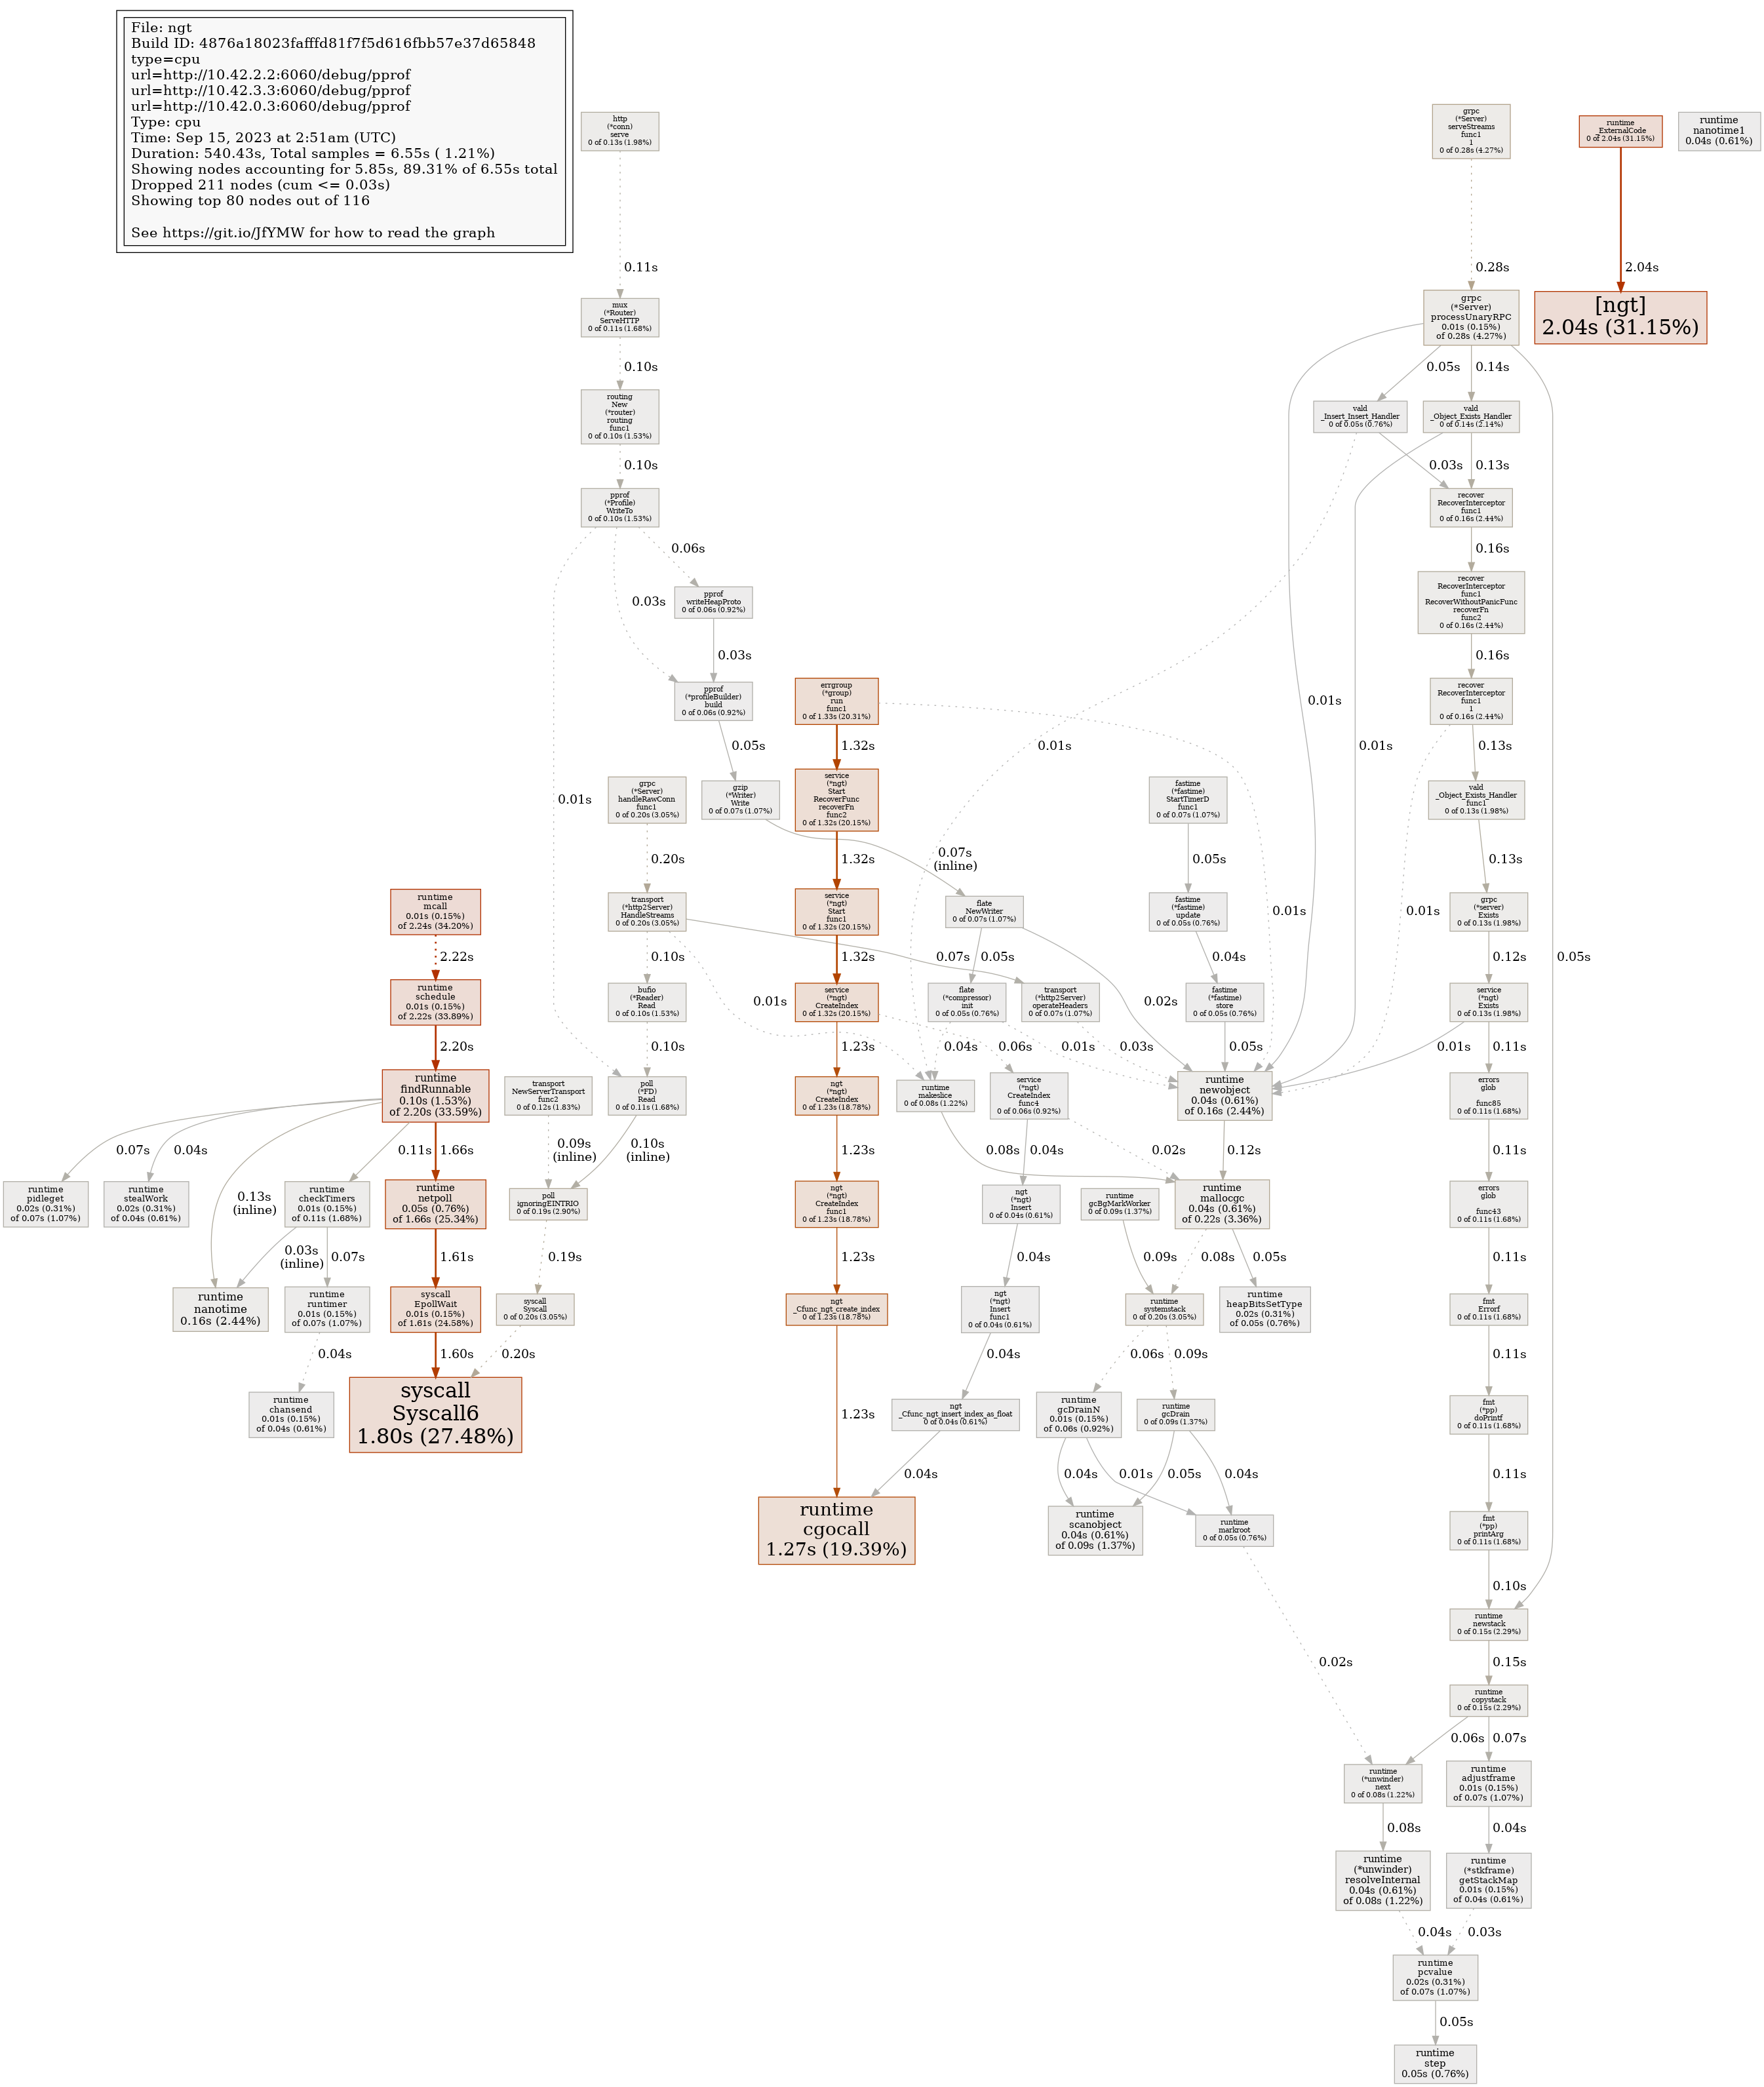 File: ngt
Build ID: 4876a18023fafffd81f7f5d616fbb57e37d65848
type=cpu
url=http://10.42.2.2:6060/debug/pprof
url=http://10.42.3.3:6060/debug/pprof
url=http://10.42.0.3:6060/debug/pprof
Type: cpu
Time: Sep 15, 2023 at 2:51am (UTC)
Duration: 540.43s, Total samples = 6.55s ( 1.21%)
Showing nodes accounting for 5.85s, 89.31% of 6.55s total
Dropped 211 nodes (cum <= 0.03s)
Showing top 80 nodes out of 116
See https://git.io/JfYMW for how to read the graph
http
(*conn)
serve
0 of 0.13s (1.98%)
grpc
(*Server)
serveStreams
func1
1
0 of 0.28s (4.27%)
runtime
_ExternalCode
0 of 2.04s (31.15%)
runtime
nanotime1
0.04s (0.61%)
0.11s
0.28s
2.04s
mux
(*Router)
ServeHTTP
0 of 0.11s (1.68%)
grpc
(*Server)
processUnaryRPC
0.01s (0.15%)
of 0.28s (4.27%)
[ngt]
2.04s (31.15%)
0.10s
0.05s
0.14s
routing
New
(*router)
routing
func1
0 of 0.10s (1.53%)
vald
_Insert_Insert_Handler
0 of 0.05s (0.76%)
vald
_Object_Exists_Handler
0 of 0.14s (2.14%)
0.10s
0.03s
0.13s
pprof
(*Profile)
WriteTo
0 of 0.10s (1.53%)
recover
RecoverInterceptor
func1
0 of 0.16s (2.44%)
0.06s
0.16s
0.03s
pprof
writeHeapProto
0 of 0.06s (0.92%)
recover
RecoverInterceptor
func1
RecoverWithoutPanicFunc
recoverFn
func2
0 of 0.16s (2.44%)
0.03s
0.16s
pprof
(*profileBuilder)
build
0 of 0.06s (0.92%)
errgroup
(*group)
run
func1
0 of 1.33s (20.31%)
recover
RecoverInterceptor
func1
1
0 of 0.16s (2.44%)
0.01s
0.05s
1.32s
0.01s
0.01s
0.13s
0.01s
grpc
(*Server)
handleRawConn
func1
0 of 0.20s (3.05%)
gzip
(*Writer)
Write
0 of 0.07s (1.07%)
service
(*ngt)
Start
RecoverFunc
recoverFn
func2
0 of 1.32s (20.15%)
fastime
(*fastime)
StartTimerD
func1
0 of 0.07s (1.07%)
vald
_Object_Exists_Handler
func1
0 of 0.13s (1.98%)
0.20s
1.32s
0.07s
(inline)
0.05s
0.13s
runtime
mcall
0.01s (0.15%)
of 2.24s (34.20%)
transport
(*http2Server)
HandleStreams
0 of 0.20s (3.05%)
service
(*ngt)
Start
func1
0 of 1.32s (20.15%)
flate
NewWriter
0 of 0.07s (1.07%)
fastime
(*fastime)
update
0 of 0.05s (0.76%)
0.01s
0.01s
grpc
(*server)
Exists
0 of 0.13s (1.98%)
2.22s
0.10s
1.32s
0.07s
0.05s
0.04s
0.12s
0.05s
runtime
schedule
0.01s (0.15%)
of 2.22s (33.89%)
bufio
(*Reader)
Read
0 of 0.10s (1.53%)
0.01s
service
(*ngt)
CreateIndex
0 of 1.32s (20.15%)
flate
(*compressor)
init
0 of 0.05s (0.76%)
transport
(*http2Server)
operateHeaders
0 of 0.07s (1.07%)
0.02s
fastime
(*fastime)
store
0 of 0.05s (0.76%)
service
(*ngt)
Exists
0 of 0.13s (1.98%)
2.20s
0.10s
1.23s
0.04s
0.06s
0.01s
0.03s
0.05s
0.01s
0.11s
runtime
findRunnable
0.10s (1.53%)
of 2.20s (33.59%)
transport
NewServerTransport
func2
0 of 0.12s (1.83%)
poll
(*FD)
Read
0 of 0.11s (1.68%)
ngt
(*ngt)
CreateIndex
0 of 1.23s (18.78%)
runtime
makeslice
0 of 0.08s (1.22%)
service
(*ngt)
CreateIndex
func4
0 of 0.06s (0.92%)
runtime
newobject
0.04s (0.61%)
of 0.16s (2.44%)
errors
glob
func85
0 of 0.11s (1.68%)
0.07s
0.04s
0.11s
1.66s
0.09s
(inline)
0.10s
(inline)
1.23s
0.08s
0.04s
0.02s
0.12s
0.11s
runtime
pidleget
0.02s (0.31%)
of 0.07s (1.07%)
runtime
stealWork
0.02s (0.31%)
of 0.04s (0.61%)
0.13s
(inline)
runtime
checkTimers
0.01s (0.15%)
of 0.11s (1.68%)
runtime
netpoll
0.05s (0.76%)
of 1.66s (25.34%)
poll
ignoringEINTRIO
0 of 0.19s (2.90%)
ngt
(*ngt)
CreateIndex
func1
0 of 1.23s (18.78%)
ngt
(*ngt)
Insert
0 of 0.04s (0.61%)
runtime
gcBgMarkWorker
0 of 0.09s (1.37%)
runtime
mallocgc
0.04s (0.61%)
of 0.22s (3.36%)
errors
glob
func43
0 of 0.11s (1.68%)
0.03s
(inline)
0.07s
1.61s
0.19s
1.23s
0.04s
0.09s
0.08s
0.05s
0.11s
runtime
nanotime
0.16s (2.44%)
runtime
runtimer
0.01s (0.15%)
of 0.07s (1.07%)
syscall
EpollWait
0.01s (0.15%)
of 1.61s (24.58%)
syscall
Syscall
0 of 0.20s (3.05%)
ngt
_Cfunc_ngt_create_index
0 of 1.23s (18.78%)
ngt
(*ngt)
Insert
func1
0 of 0.04s (0.61%)
runtime
systemstack
0 of 0.20s (3.05%)
runtime
heapBitsSetType
0.02s (0.31%)
of 0.05s (0.76%)
fmt
Errorf
0 of 0.11s (1.68%)
0.04s
1.60s
0.20s
0.04s
0.06s
0.09s
0.11s
runtime
chansend
0.01s (0.15%)
of 0.04s (0.61%)
syscall
Syscall6
1.80s (27.48%)
1.23s
ngt
_Cfunc_ngt_insert_index_as_float
0 of 0.04s (0.61%)
runtime
gcDrainN
0.01s (0.15%)
of 0.06s (0.92%)
runtime
gcDrain
0 of 0.09s (1.37%)
fmt
(*pp)
doPrintf
0 of 0.11s (1.68%)
0.04s
0.04s
0.01s
0.05s
0.04s
0.11s
runtime
cgocall
1.27s (19.39%)
runtime
scanobject
0.04s (0.61%)
of 0.09s (1.37%)
runtime
markroot
0 of 0.05s (0.76%)
fmt
(*pp)
printArg
0 of 0.11s (1.68%)
0.10s
runtime
newstack
0 of 0.15s (2.29%)
0.02s
0.15s
runtime
copystack
0 of 0.15s (2.29%)
0.06s
0.07s
runtime
(*unwinder)
next
0 of 0.08s (1.22%)
runtime
adjustframe
0.01s (0.15%)
of 0.07s (1.07%)
0.08s
0.04s
runtime
(*unwinder)
resolveInternal
0.04s (0.61%)
of 0.08s (1.22%)
runtime
(*stkframe)
getStackMap
0.01s (0.15%)
of 0.04s (0.61%)
0.04s
0.03s
runtime
pcvalue
0.02s (0.31%)
of 0.07s (1.07%)
0.05s
runtime
step
0.05s (0.76%)